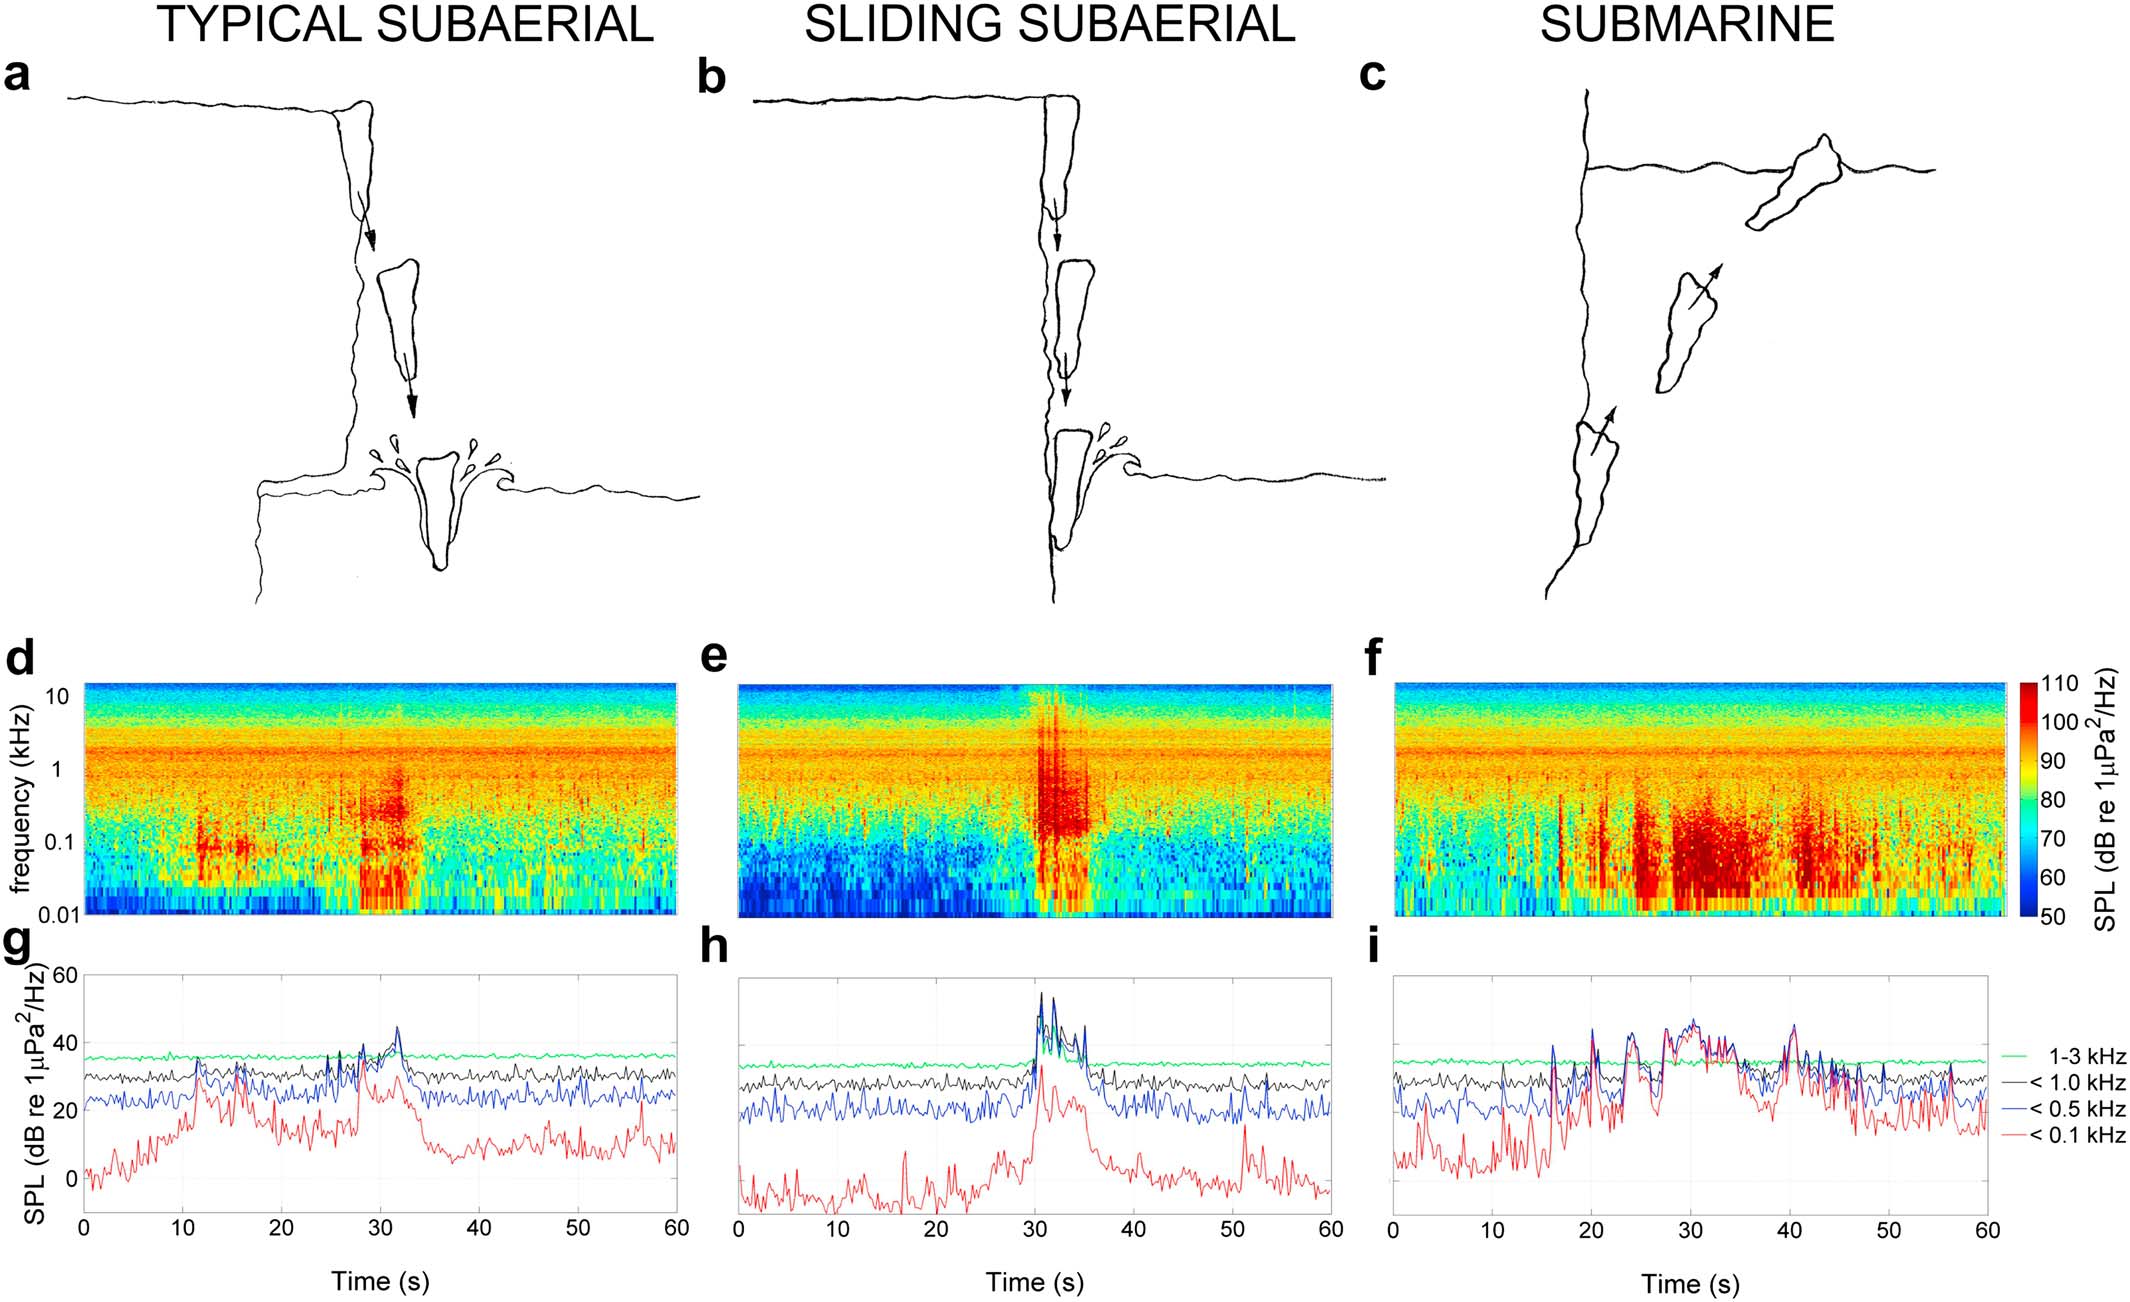 TYPICAL SUBAERIAL
SLIDING SUBAERIAL
SUBMARINE
a
b
c
d
e
f
10
1
0.1
0.01
frequency (kHz)
110
100
90
80
70
60
50
SPL (dB re 1μPa²/Hz)
g
h
i
60
40
20
0
SPL (dB re 1μPa²/Hz)
0 10 20 30 40 50 60
0 10 20 30 40 50 60
0 10 20 30 40 50 60
1-3 kHz
< 1.0 kHz
< 0.5 kHz
< 0.1 kHz
Time (s)
Time (s)
Time (s)